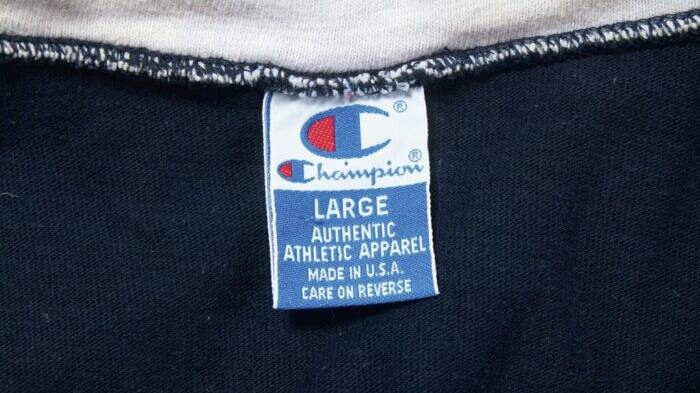 ®
Champion®
LARGE
AUTHENTIC
ATHLETIC APPAREL
MADE IN U.S.A.
CARE ON REVERSE